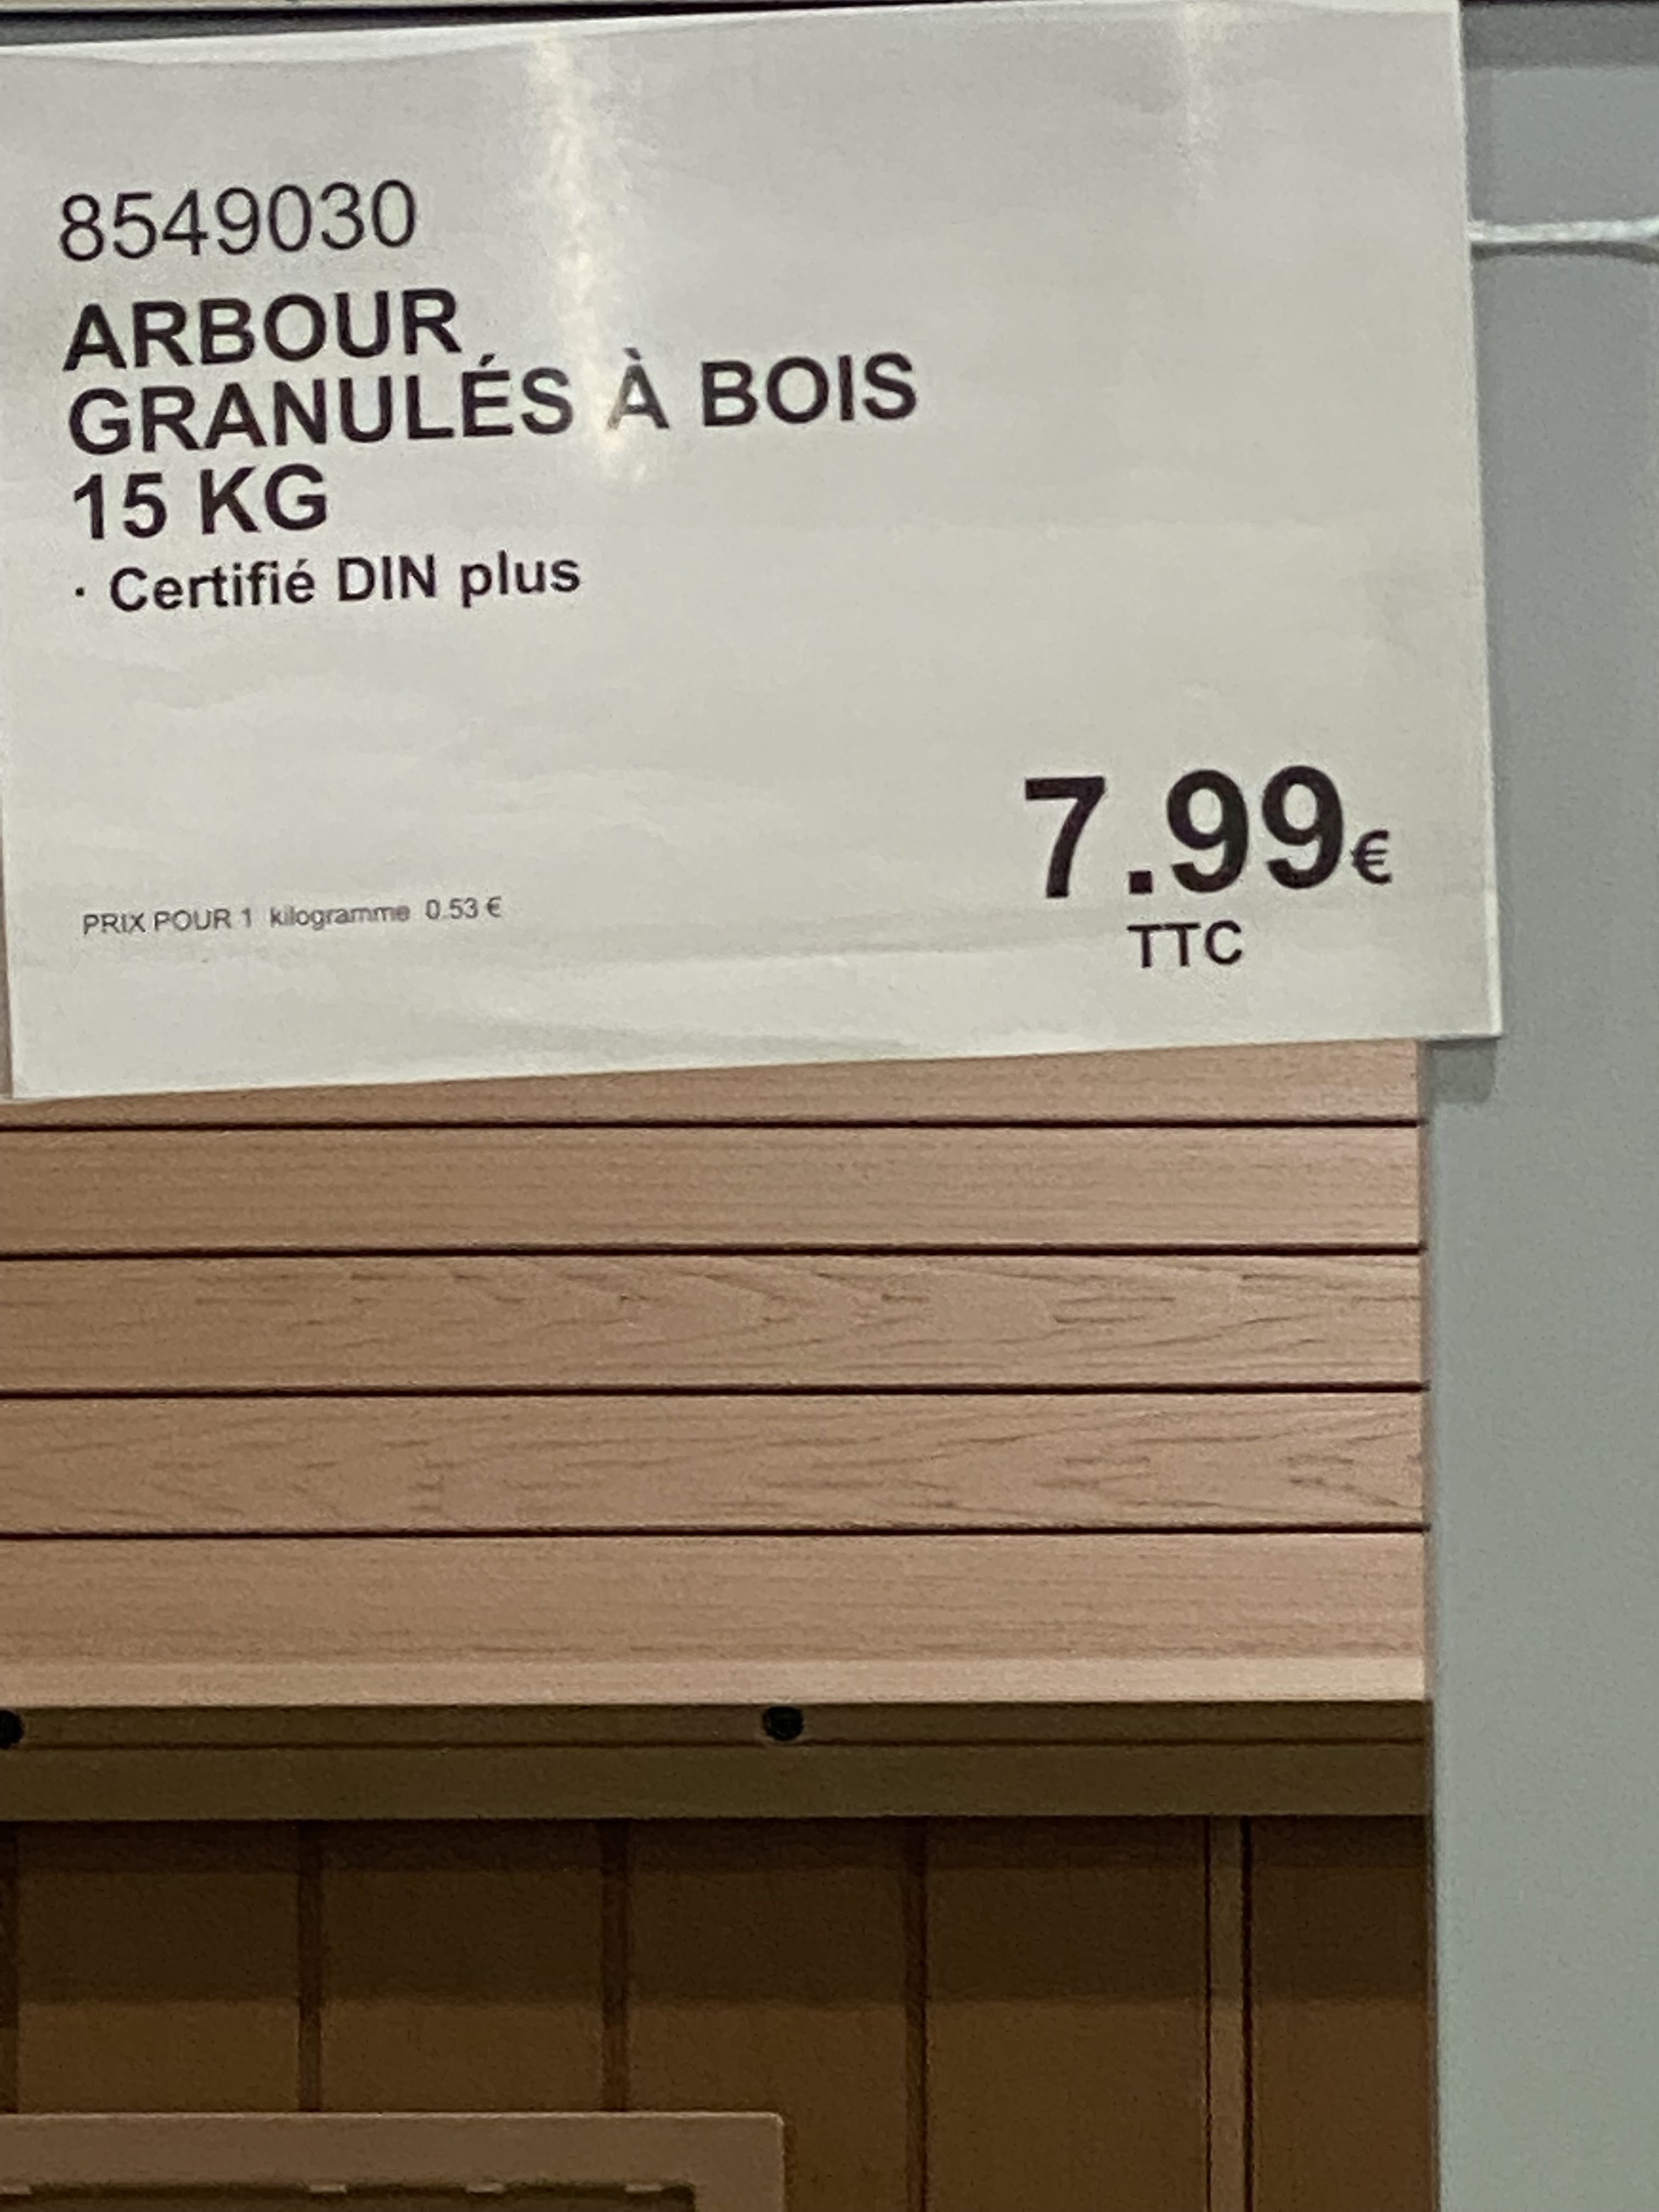 8549030
ARBOUR
GRANULÉS À BOIS
15 KG
· Certifié DIN plus
7.99€
TTC
PRIX POUR 1 kilogramme 0.53 €